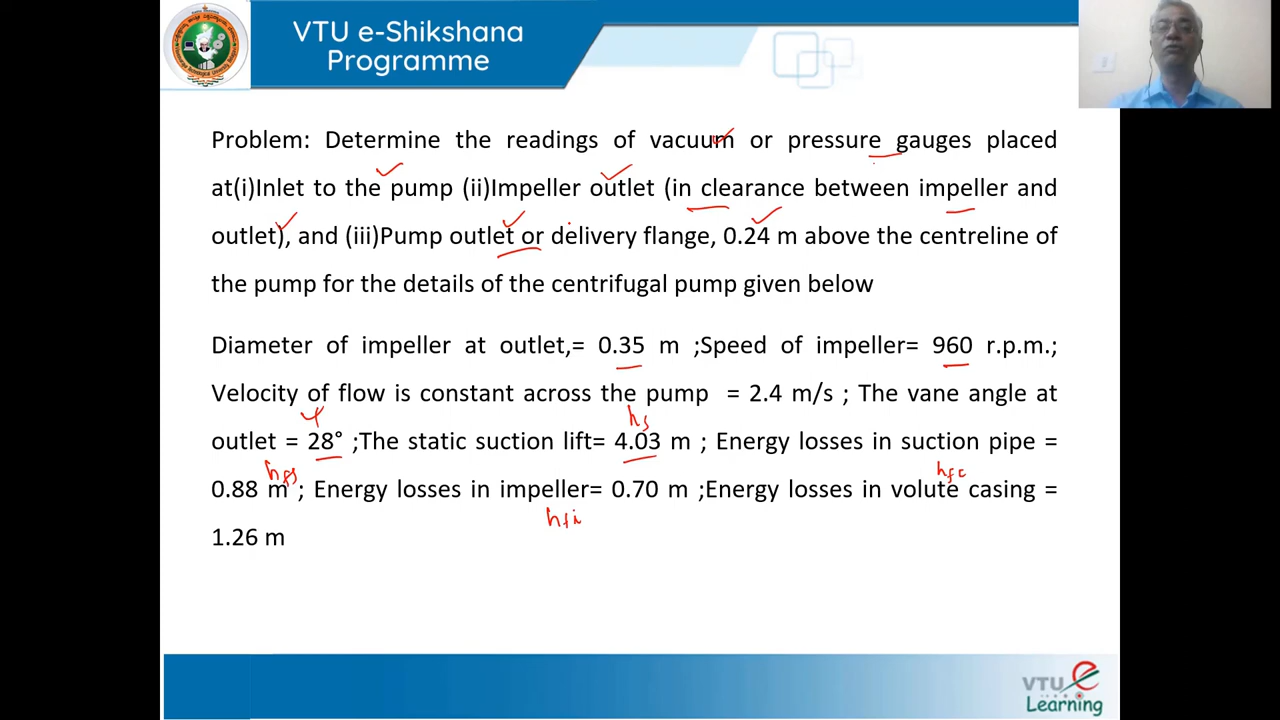 VTU e-Shikshana
Programme
Problem: Determine the readings of vacuum or pressure gauges placed
at(i)Inlet to the pump (ii)Impeller outlet (in clearance between impeller and
outlet), and (iii)Pump outlet or delivery flange, 0.24 m above the centreline of
the pump for the details of the centrifugal pump given below
Diameter of impeller at outlet,= 0.35 m ;Speed of impeller= 960 r.p.m.;
Velocity of flow is constant across the pump = 2.4 m/s ; The vane angle at
φ hs
outlet = 28° ;The static suction lift= 4.03 m ; Energy losses in suction pipe =
hfs hfc
0.88 m ; Energy losses in impeller= 0.70 m ;Energy losses in volute casing =
hfi
1.26 m
VTU e
Learning